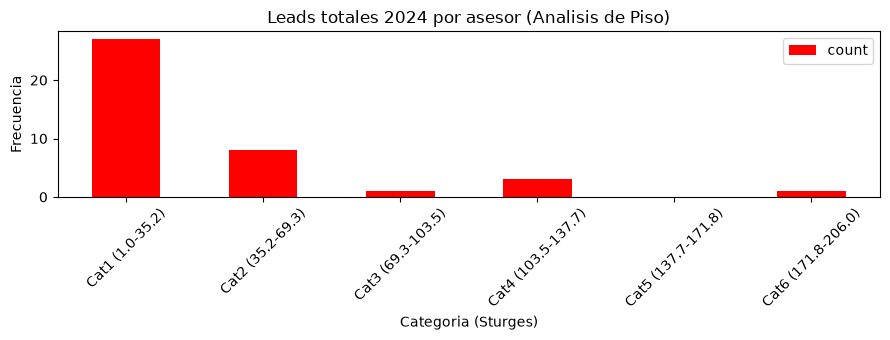 Leads totales 2024 por asesor (Analisis de Piso)
count
Frecuencia
20
10
0
Cat1 (1.0-35.2)
Cat2 (35.2-69.3)
Cat3 (69.3-103.5)
Cat4 (103.5-137.7)
Cat5 (137.7-171.8)
Cat6 (171.8-206.0)
Categoria (Sturges)